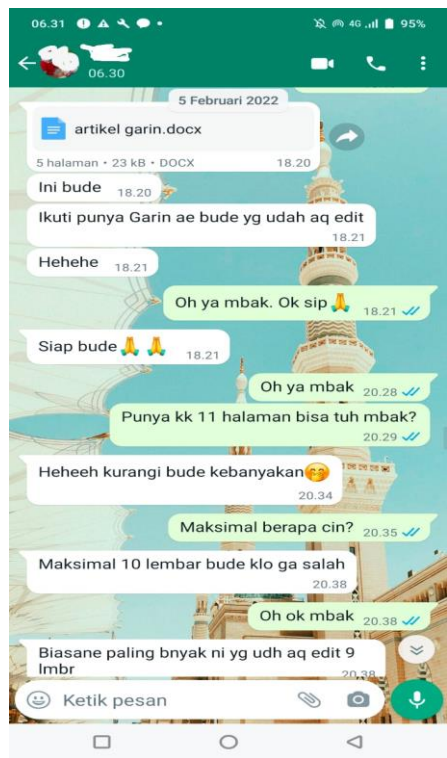 06.31
4G
95%
06.30
5 Februari 2022
artikel garin.docx
5 halaman • 23 kB • DOCX 18.20
Ini bude 18.20
Ikuti punya Garin ae bude yg udah aq edit
18.21
Hehehe 18.21
Oh ya mbak. Ok sip🙏 18.21
Siap bude🙏 🙏 18.21
Oh ya mbak 20.28
Punya kk 11 halaman bisa tuh mbak?
20.29
Heheeh kurangi bude kebanyakan🤭
20.34
Maksimal berapa cin? 20.35
Maksimal 10 lembar bude klo ga salah
20.38
Oh ok mbak 20.38
Biasane paling bnyak ni yg udh aq edit 9
lmbr
20.38
Ketik pesan